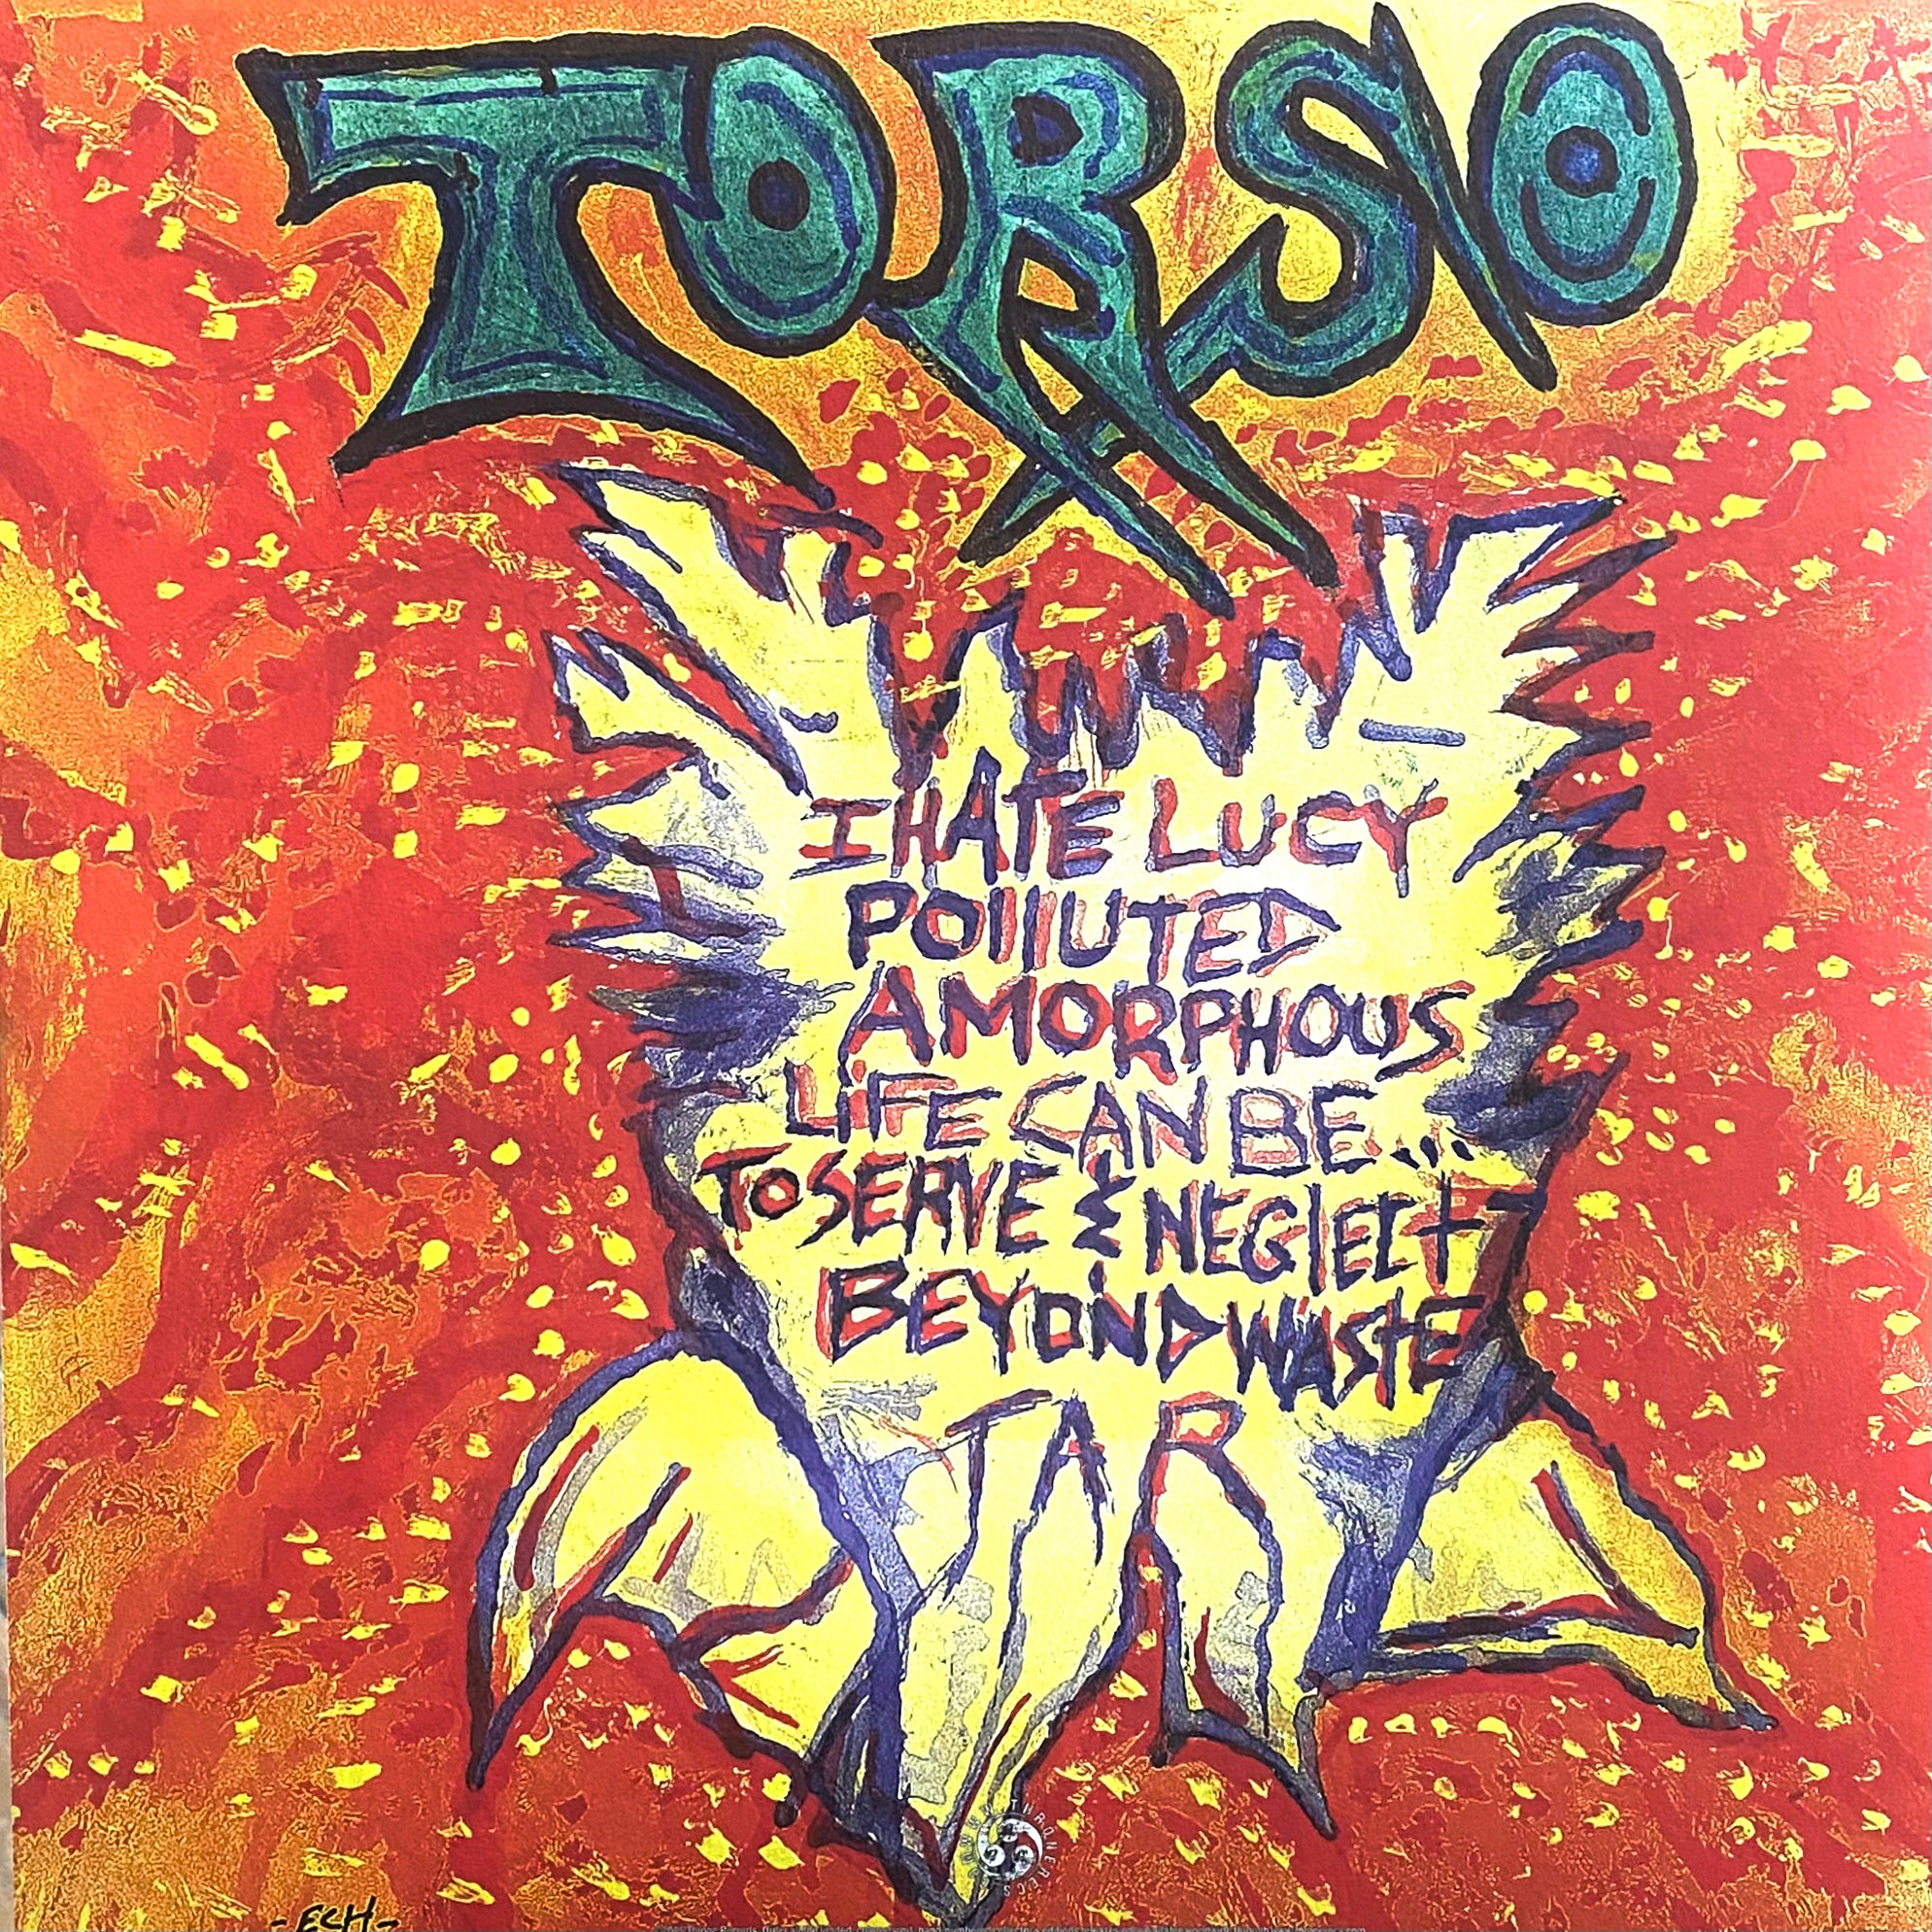 TORSO
I HATE LUCY
POllUTED
AMORPHOUS
LiFE CAN BE...
TO SERVE & NEGlEct
BEYOND WAStE
TAR
-ECH-